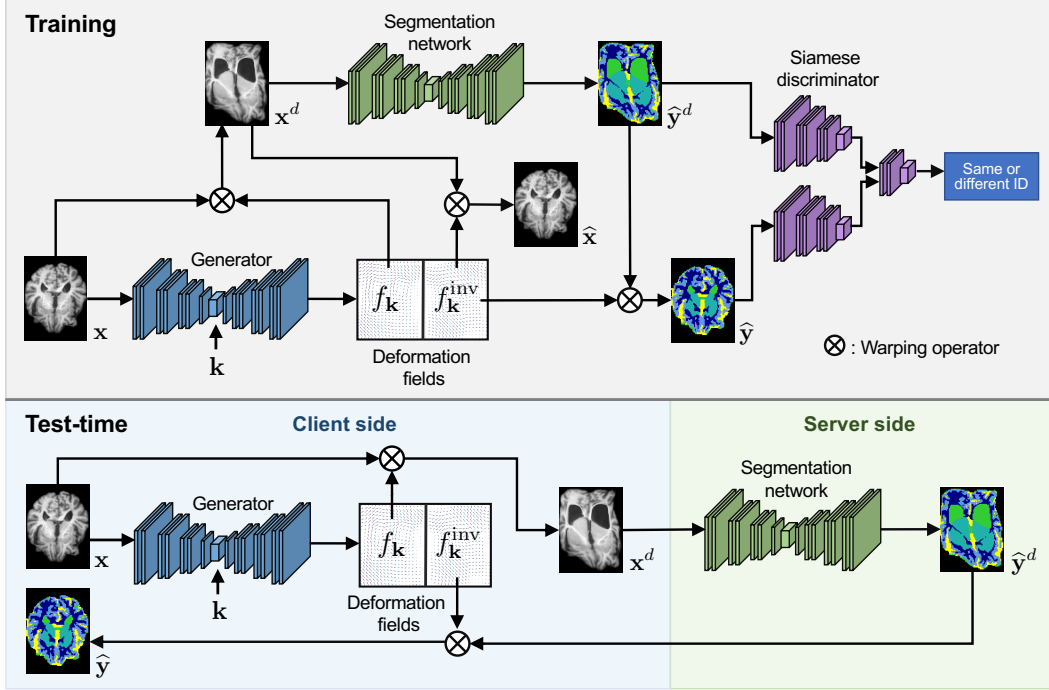 Training
Segmentation
network
Siamese
discriminator
x^d
ŷ^d
Same or
different ID
x̂
Generator
f_k
f_k^inv
x
k
Deformation
fields
ŷ
⊗ : Warping operator
Test-time
Client side
Server side
Generator
Segmentation
network
f_k
f_k^inv
x
x^d
ŷ^d
k
Deformation
fields
ŷ